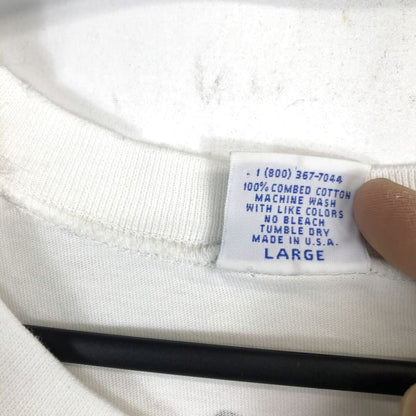 . 1 (800) 367-7044
100% COMBED COTTON
MACHINE WASH
WITH LIKE COLORS
NO BLEACH
TUMBLE DRY
MADE IN U.S.A.
LARGE